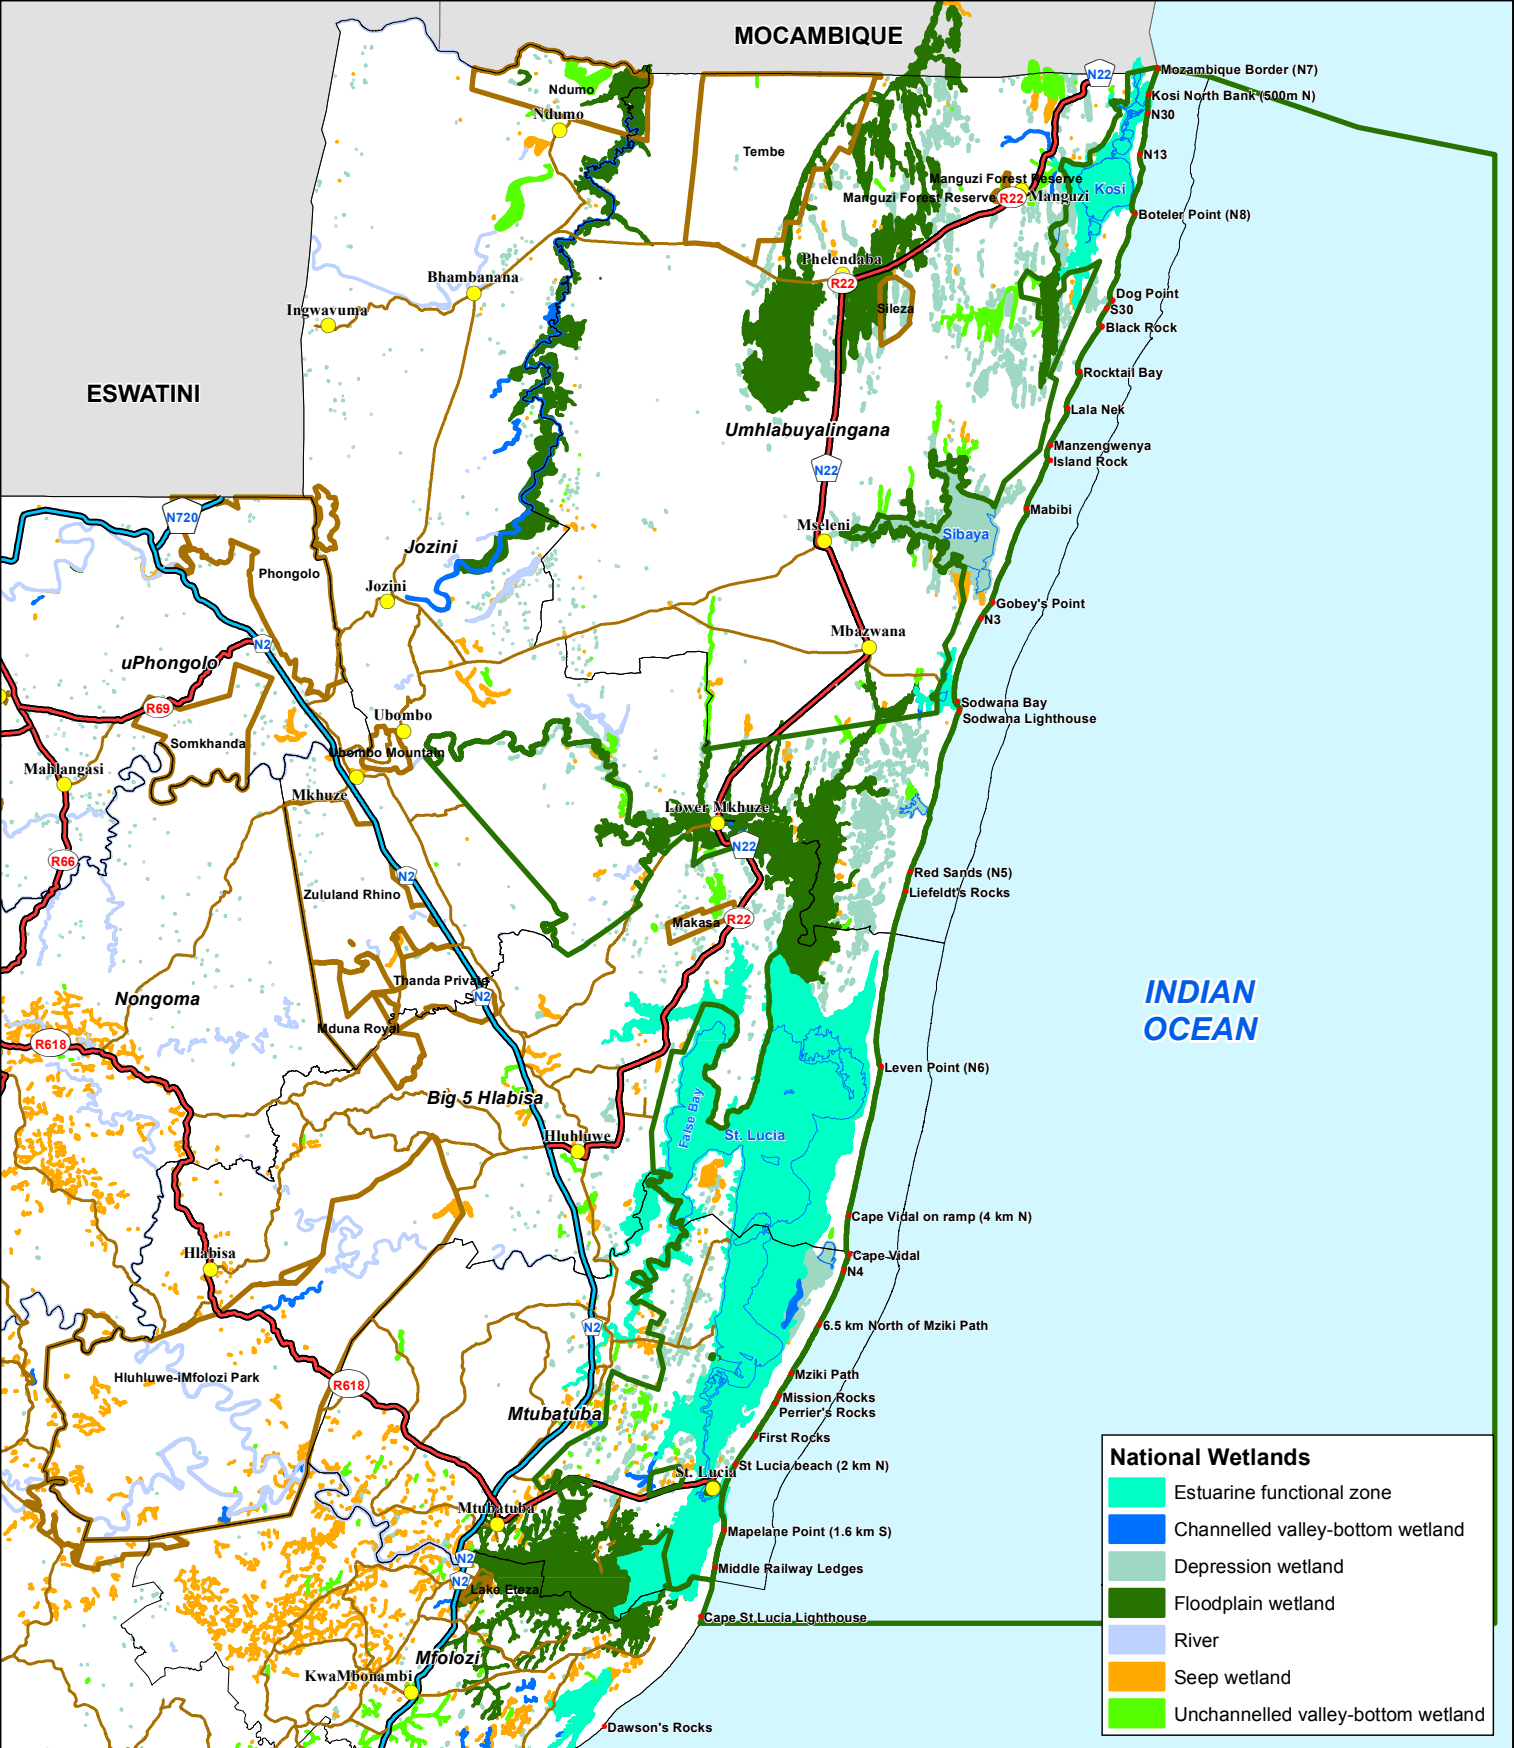 MOCAMBIQUE
N22
Mozambique Border (N7)
Ndumo
Kosi North Bank (500m N)
Ndumo
N30
Tembe
N13
Manguzi Forest Reserve
Kosi
Manguzi Forest Reserve
R22
Manguzi
Boteler Point (N8)
Phelendaba
Bhambanana
R22
Dog Point
Ingwavuma
Sileza
S30
Black Rock
Rocktail Bay
ESWATINI
Lala Nek
Umhlabuyalingana
Manzengwenya
Island Rock
N22
Mabibi
N720
Mseleni
Sibaya
Jozini
Phongolo
Jozini
Gobey's Point
N3
Mbazwana
N2
uPhongolo
Sodwana Bay
R69
Ubombo
Sodwana Lighthouse
Somkhanda
Ubombo Mountain
Mahlangasi
Mkhuze
Lower Mkhuze
N22
R66
N2
Red Sands (N5)
Zululand Rhino
Liefeldt's Rocks
Makasa
R22
Thanda Private
N2
Nongoma
INDIAN
OCEAN
Mduna Royal
R618
Leven Point (N6)
Big 5 Hlabisa
False Bay
Hluhluwe
St. Lucia
Cape Vidal on ramp (4 km N)
Hlabisa
Cape Vidal
N4
N2
6.5 km North of Mziki Path
Hluhluwe-iMfolozi Park
Mziki Path
R618
Mission Rocks
Perrier's Rocks
Mtubatuba
First Rocks
St Lucia beach (2 km N)
St. Lucia
Mtubatuba
Mapelane Point (1.6 km S)
N2
Middle Railway Ledges
N2
Lake Eteza
Cape St Lucia Lighthouse
Mfolozi
KwaMbonambi
Dawson's Rocks
National Wetlands
Estuarine functional zone
Channelled valley-bottom wetland
Depression wetland
Floodplain wetland
River
Seep wetland
Unchannelled valley-bottom wetland